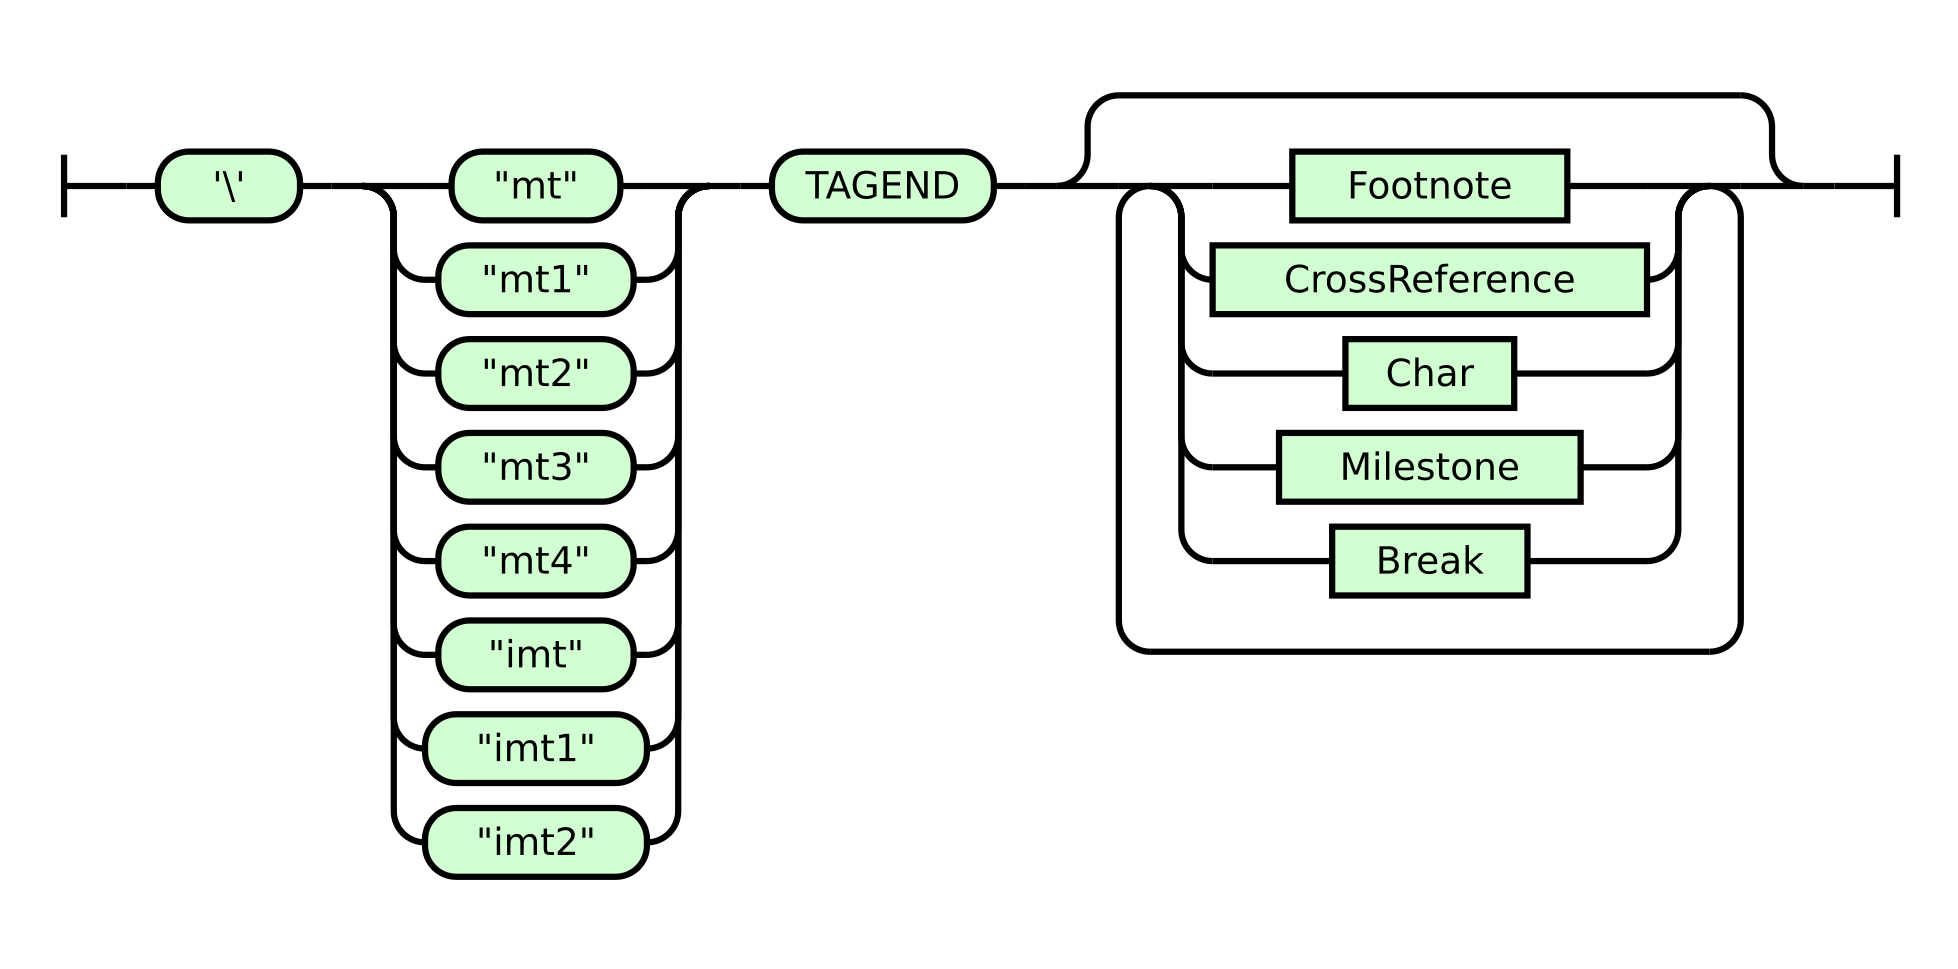 '\'
"mt"
"mt1"
"mt2"
"mt3"
"mt4"
"imt"
"imt1"
"imt2"
TAGEND
Footnote
CrossReference
Char
Milestone
Break